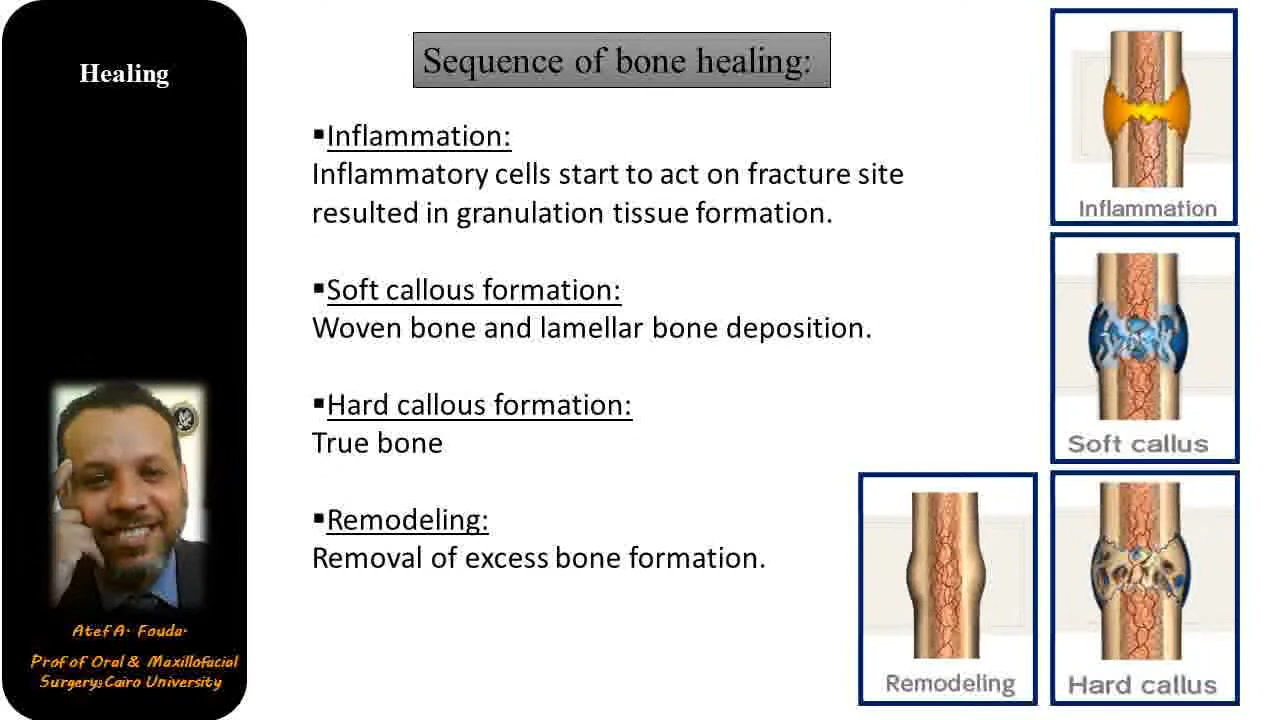 Healing
Sequence of bone healing:
▪Inflammation:
Inflammatory cells start to act on fracture site
resulted in granulation tissue formation.
▪Soft callous formation:
Woven bone and lamellar bone deposition.
▪Hard callous formation:
True bone
▪Remodeling:
Removal of excess bone formation.
Inflammation
Soft callus
Remodeling
Hard callus
Atef A. Fouda.
Prof of Oral & Maxillofacial
Surgery,Cairo University